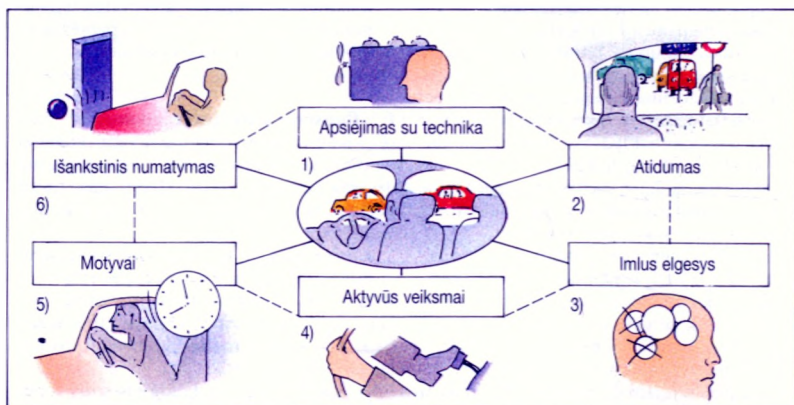 Apsiėjimas su technika
1)
Išankstinis numatymas
6)
Atidumas
2)
Motyvai
5)
Aktyvūs veiksmai
4)
Imlus elgesys
3)